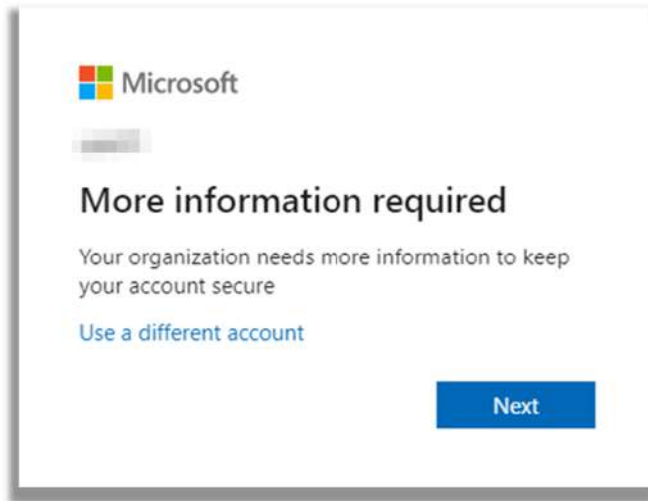 Microsoft
More information required
Your organization needs more information to keep
your account secure
Use a different account
Next